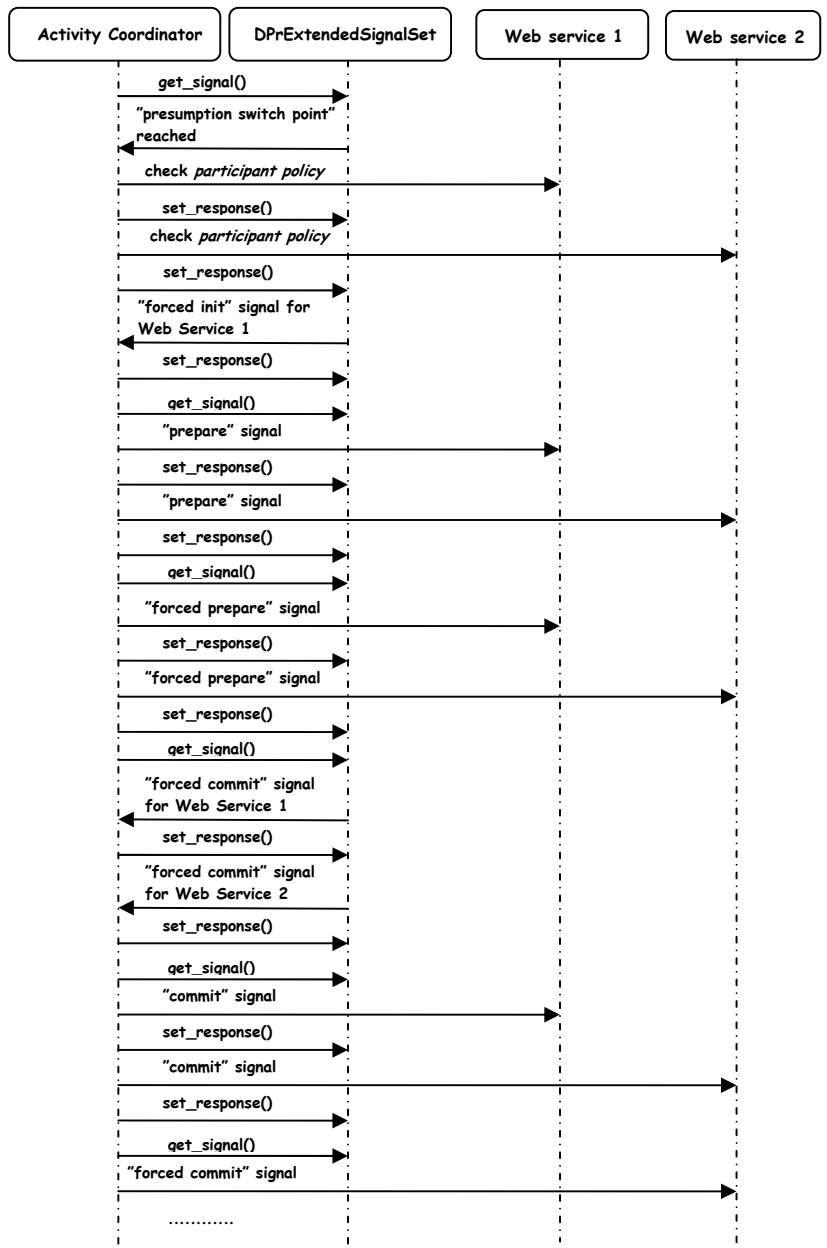 Activity Coordinator
DPrExtendedSignalSet
Web service 1
Web service 2
get_signal()
"presumption switch point"
reached
check participant policy
set_response()
check participant policy
set_response()
"forced init" signal for
Web Service 1
set_response()
get_signal()
"prepare" signal
set_response()
"prepare" signal
set_response()
get_signal()
"forced prepare" signal
set_response()
"forced prepare" signal
set_response()
get_signal()
"forced commit" signal
for Web Service 1
set_response()
"forced commit" signal
for Web Service 2
set_response()
get_signal()
"commit" signal
set_response()
"commit" signal
set_response()
get_signal()
"forced commit" signal
............